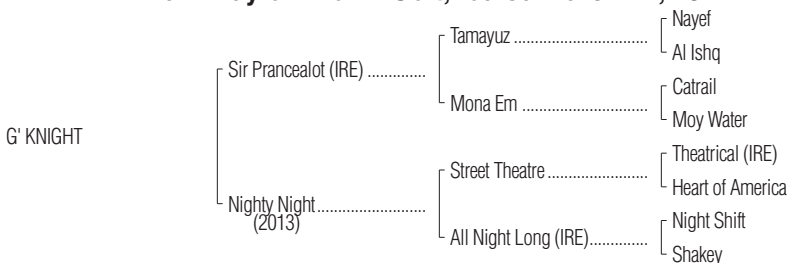 Nayef
Tamayuz
Al Ishq
Sir Prancealot (IRE)
Catrail
Mona Em
Moy Water
G' KNIGHT
Theatrical (IRE)
Street Theatre
Heart of America
Nighty Night
(2013)
Night Shift
All Night Long (IRE)
Shakey